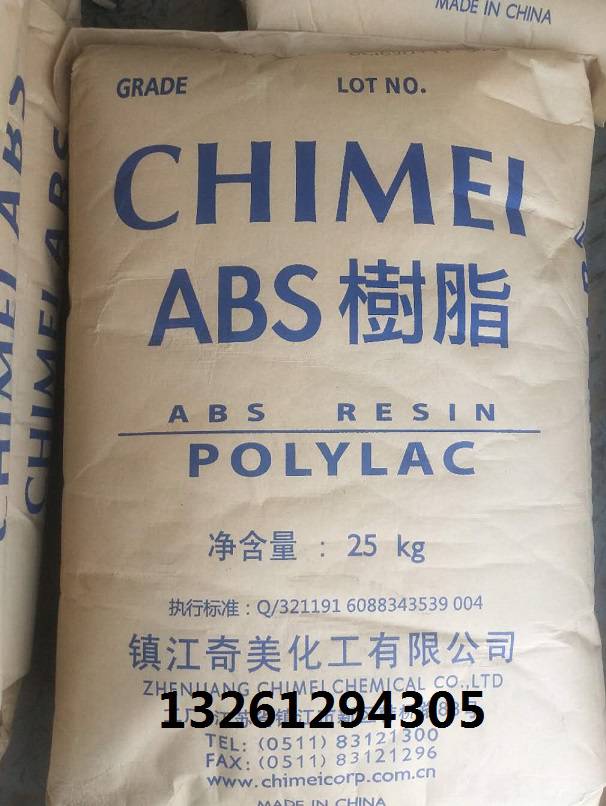 MADE IN CHINA
GRADE LOT NO.
CHIMEI
ABS樹脂
ABS RESIN
POLYLAC
净含量 : 25 kg
执行标准：Q/321191 6088343539 004
镇江奇美化工有限公司
ZHENJIANG CHIMEI CHEMICAL CO.,LTD
13261294305
TEL: (0511) 83121300
FAX: (0511) 83121296
www.chimeicorp.com.cn
MADE IN CHINA
CHIMEI ABS
CHIMEI ABS